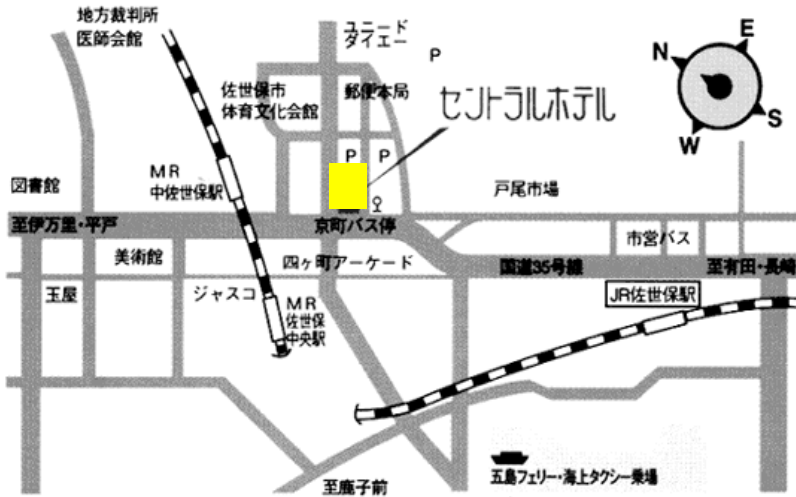 地方裁判所
医師会館
ユニード
ダイエー
P
佐世保市
体育文化会館
郵便本局
セントラルホテル
N
E
S
W
MR
中佐世保駅
P
P
図書館
戸尾市場
至伊万里・平戸
京町バス停
美術館
四ヶ町アーケード
市営バス
国道35号線
至有田・長崎
玉屋
ジャスコ
MR
佐世保
中央駅
JR佐世保駅
五島フェリー・海上タクシー乗場
至鹿子前